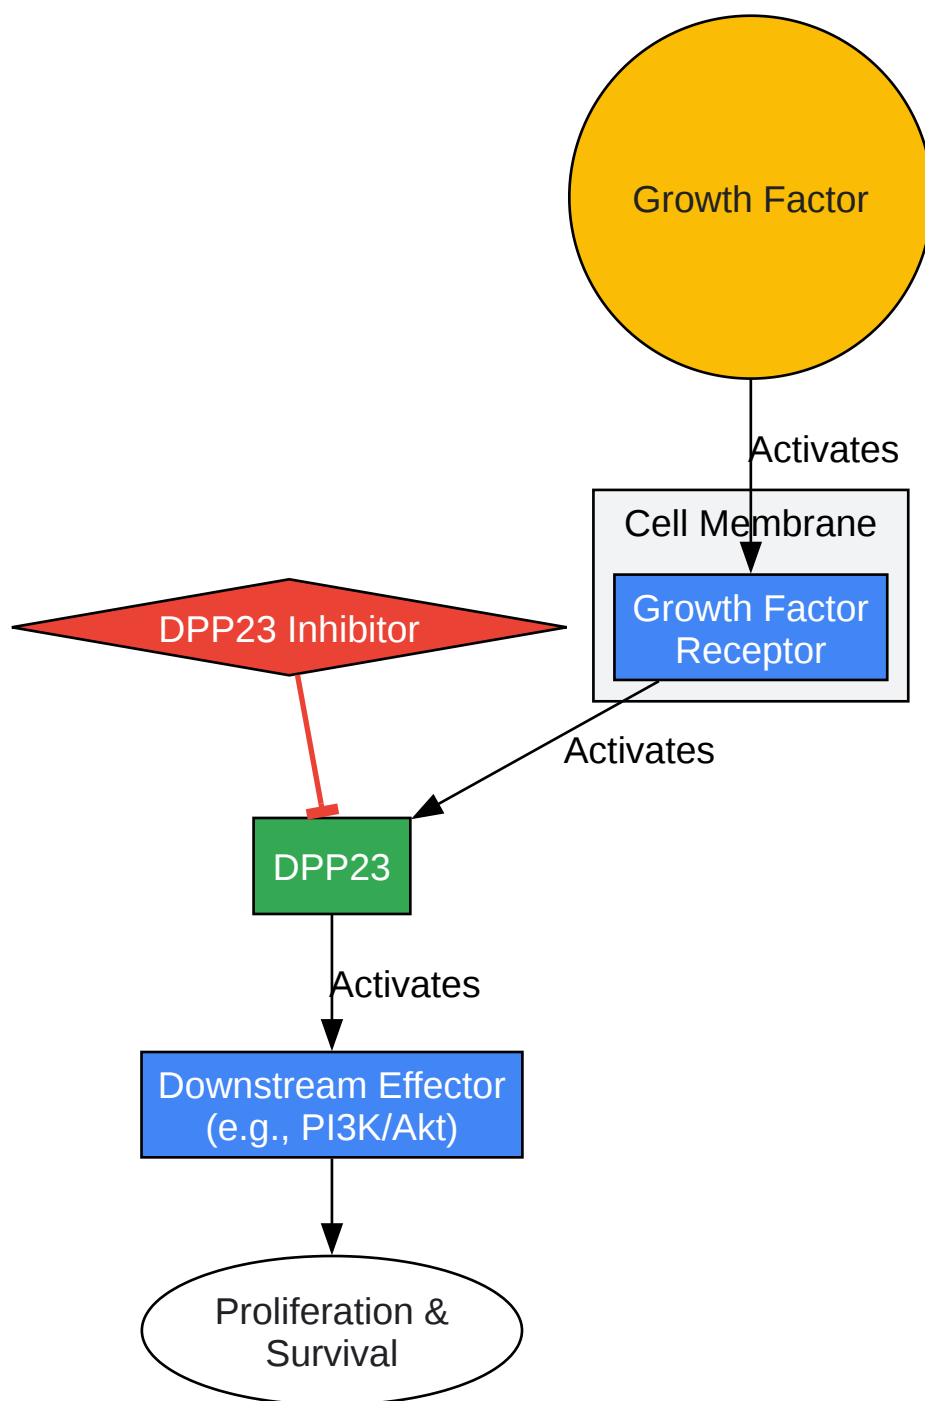 Growth Factor
Activates
Cell Membrane
Growth Factor
Receptor
DPP23 Inhibitor
Activates
DPP23
Activates
Downstream Effector
(e.g., PI3K/Akt)
Proliferation &
Survival